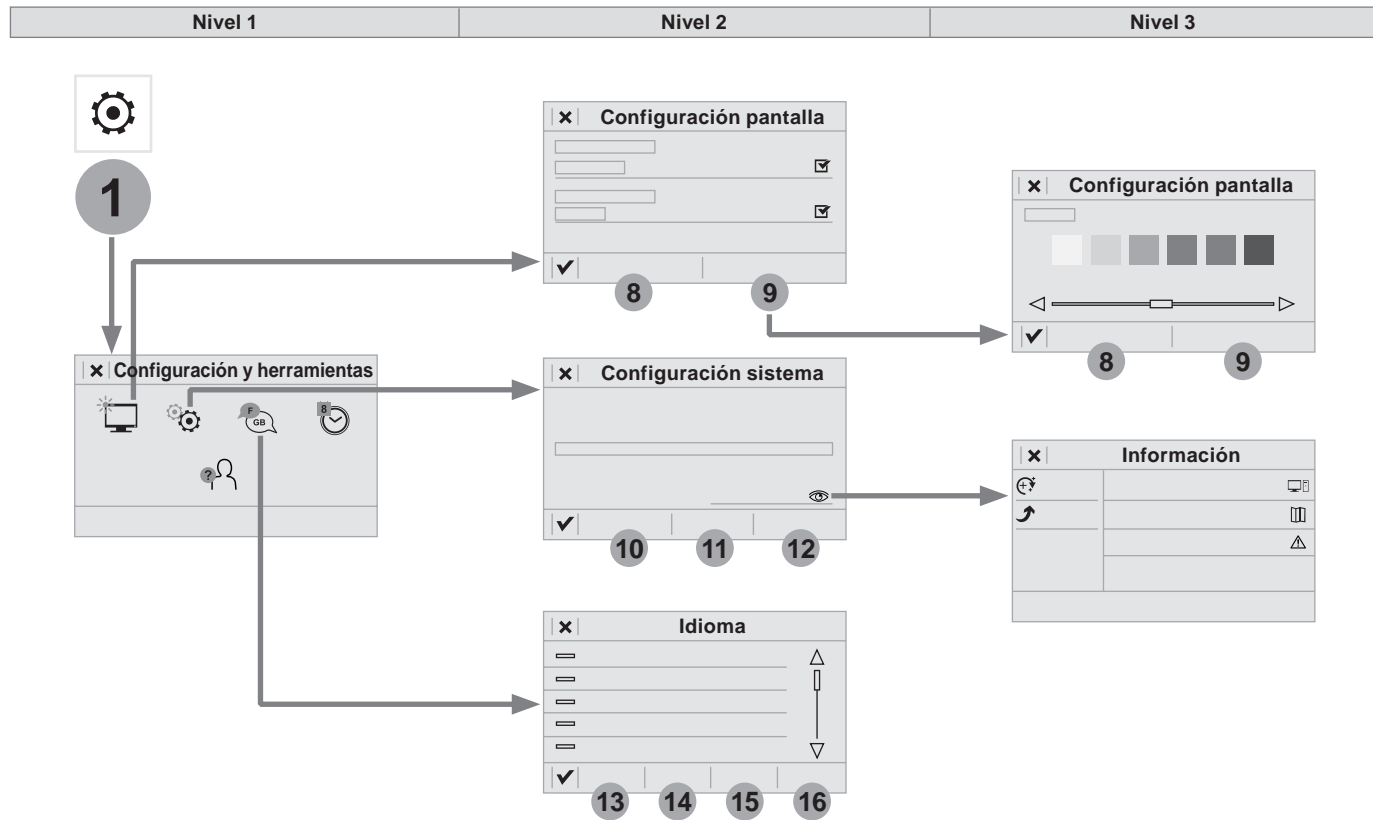 Nivel 1
Nivel 2
Nivel 3
1
Configuración y herramientas
F
GB
8
?
Configuración pantalla
8
9
Configuración pantalla
8
9
Configuración sistema
10
11
12
Información
Idioma
13
14
15
16